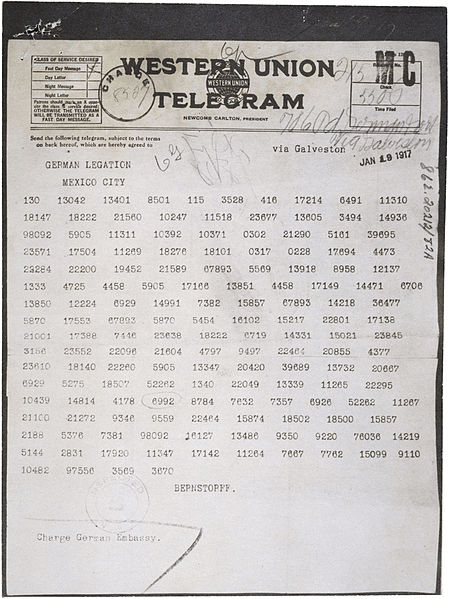 CLASS OF SERVICE DESIRED
Fast Day Message
Day Letter
Night Message
Night Letter
Patrons should mark an X oppo-
site the class of service desired;
OTHERWISE THE TELEGRAM
WILL BE TRANSMITTED AS A
FAST DAY MESSAGE.
CHARGE
WESTERN UNION
TELEGRAM
NEWCOMB CARLTON, PRESIDENT
MC
Check
Time Filed
Send the following telegram, subject to the terms
on back hereof, which are hereby agreed to
via Galveston
JAN 19 1917
GERMAN LEGATION
MEXICO CITY
130 13042 13401 8501 115 3528 416 17214 6491 11310
18147 18222 21560 10247 11518 23677 13605 3494 14936
98092 5905 11311 10392 10371 0302 21290 5161 39695
23571 17504 11269 18276 18101 0317 0228 17694 4473
23284 22200 19452 21589 67893 5569 13918 8958 12137
1333 4725 4458 5905 17166 13851 4458 17149 14471 6706
13850 12224 6929 14991 7382 15857 67893 14218 36477
5870 17553 67893 5870 5454 16102 15217 22801 17138
21001 17388 7446 23638 18222 6719 14331 15021 23845
3156 23552 22096 21604 4797 9497 22464 20855 4377
23610 18140 22260 5905 13347 20420 39689 13732 20667
6929 5275 18507 52262 1340 22049 13339 11265 22295
10439 14814 4178 6992 8784 7632 7357 6926 52262 11267
21100 21272 9346 9559 22464 15874 18502 18500 15857
2188 5376 7381 98092 16127 13486 9350 9220 76036 14219
5144 2831 17920 11347 17142 11264 7667 7762 15099 9110
10482 97556 3569 3670
BERNSTORFF.
Charge German Embassy.